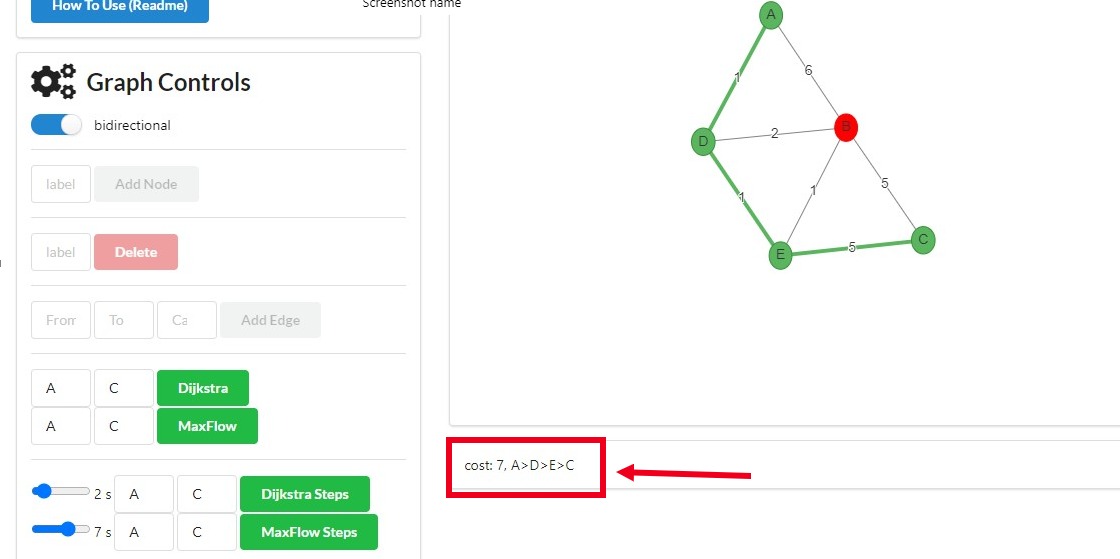 How To Use (Readme)
Screenshot name
Graph Controls
bidirectional
label Add Node
label Delete
From To Ca Add Edge
A C Dijkstra
A C MaxFlow
2 s A C Dijkstra Steps
7 s A C MaxFlow Steps
A
1
6
D
2
B
1
1
5
E
5
C
cost: 7, A>D>E>C